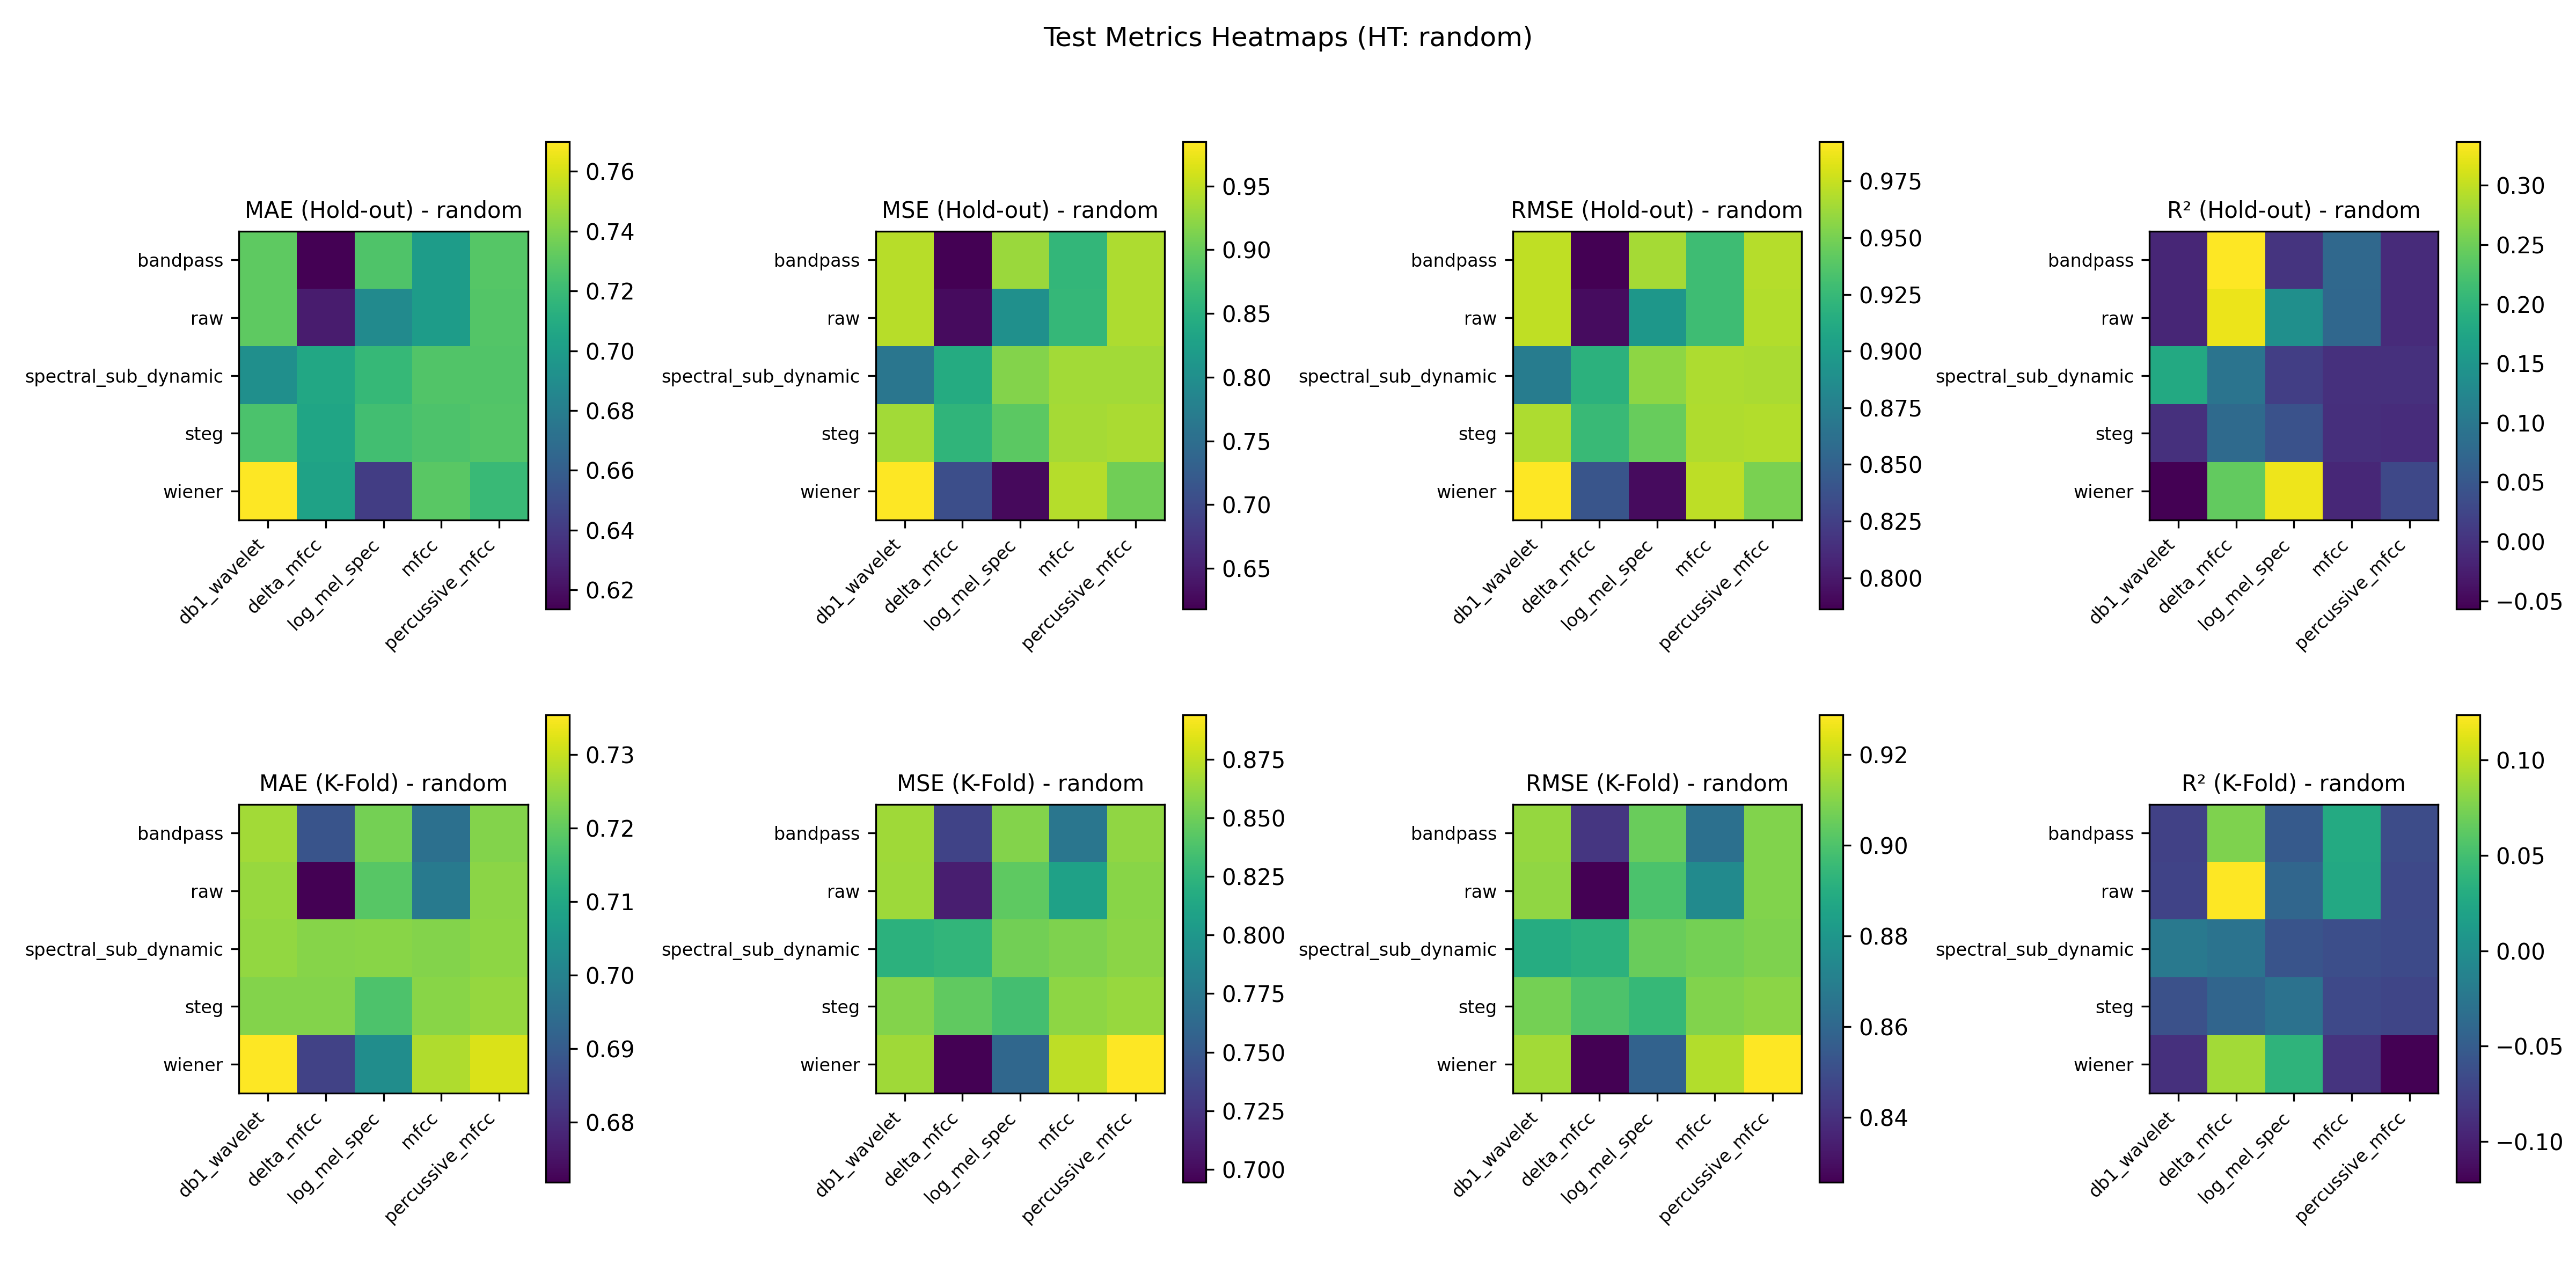 Test Metrics Heatmaps (HT: random)
MAE (Hold-out) - random
bandpass
raw
spectral_sub_dynamic
steg
wiener
db1_wavelet
delta_mfcc
log_mel_spec
mfcc
percussive_mfcc
0.76
0.74
0.72
0.70
0.68
0.66
0.64
0.62
MSE (Hold-out) - random
bandpass
raw
spectral_sub_dynamic
steg
wiener
db1_wavelet
delta_mfcc
log_mel_spec
mfcc
percussive_mfcc
0.95
0.90
0.85
0.80
0.75
0.70
0.65
RMSE (Hold-out) - random
bandpass
raw
spectral_sub_dynamic
steg
wiener
db1_wavelet
delta_mfcc
log_mel_spec
mfcc
percussive_mfcc
0.975
0.950
0.925
0.900
0.875
0.850
0.825
0.800
R² (Hold-out) - random
bandpass
raw
spectral_sub_dynamic
steg
wiener
db1_wavelet
delta_mfcc
log_mel_spec
mfcc
percussive_mfcc
0.30
0.25
0.20
0.15
0.10
0.05
0.00
−0.05
MAE (K-Fold) - random
bandpass
raw
spectral_sub_dynamic
steg
wiener
db1_wavelet
delta_mfcc
log_mel_spec
mfcc
percussive_mfcc
0.73
0.72
0.71
0.70
0.69
0.68
MSE (K-Fold) - random
bandpass
raw
spectral_sub_dynamic
steg
wiener
db1_wavelet
delta_mfcc
log_mel_spec
mfcc
percussive_mfcc
0.875
0.850
0.825
0.800
0.775
0.750
0.725
0.700
RMSE (K-Fold) - random
bandpass
raw
spectral_sub_dynamic
steg
wiener
db1_wavelet
delta_mfcc
log_mel_spec
mfcc
percussive_mfcc
0.92
0.90
0.88
0.86
0.84
R² (K-Fold) - random
bandpass
raw
spectral_sub_dynamic
steg
wiener
db1_wavelet
delta_mfcc
log_mel_spec
mfcc
percussive_mfcc
0.10
0.05
0.00
−0.05
−0.10